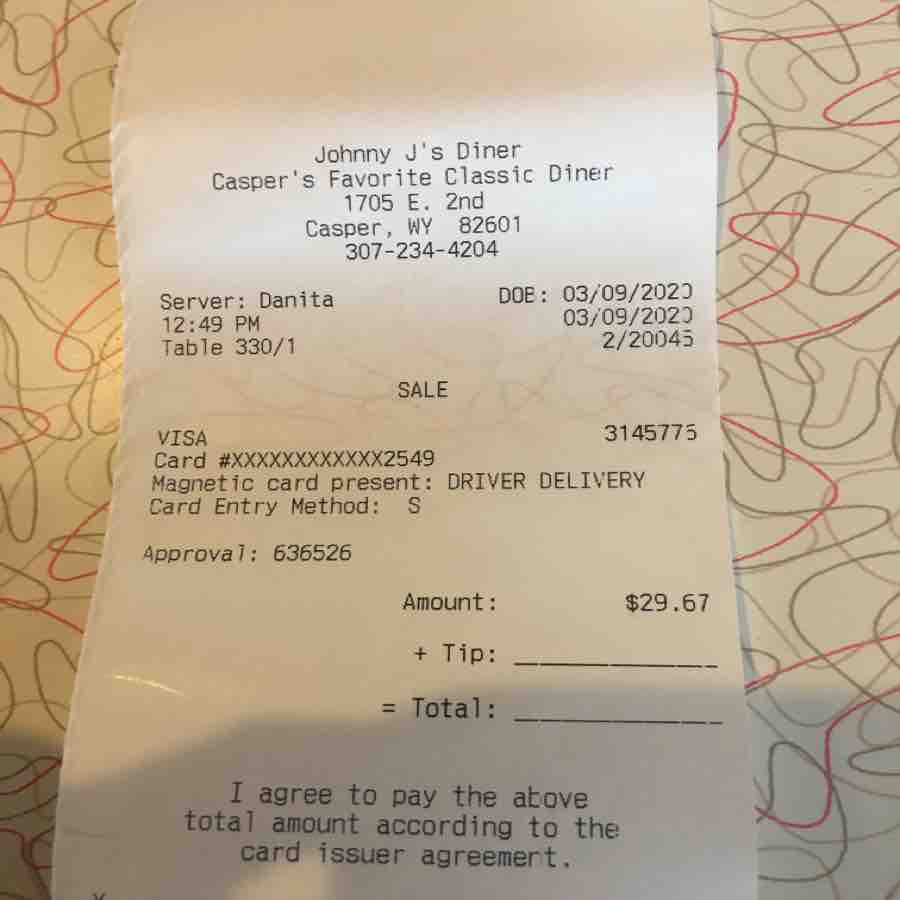 Johnny J's Diner
Casper's Favorite Classic Diner
1705 E. 2nd
Casper, WY 82601
307-234-4204
Server: Danita DOB: 03/09/2020
12:49 PM 03/09/2020
Table 330/1 2/20045
SALE
VISA 3145775
Card #XXXXXXXXXXXX2549
Magnetic card present: DRIVER DELIVERY
Card Entry Method: S
Approval: 636526
Amount: $29.67
+ Tip: ____________
= Total: ____________
I agree to pay the above
total amount according to the
card issuer agreement.
X